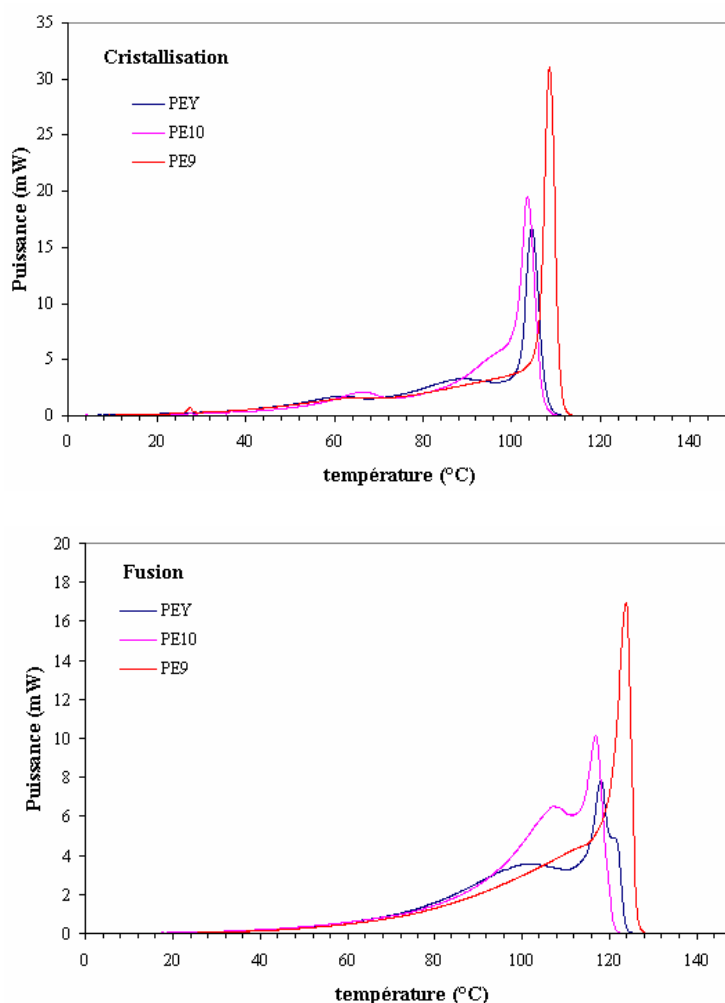 35
30
25
20
15
10
5
0
Puissance (mW)
Cristallisation
PEY
PE10
PE9
0 20 40 60 80 100 120 140
température (°C)
20
18
16
14
12
10
8
6
4
2
0
Puissance (mW)
Fusion
PEY
PE10
PE9
0 20 40 60 80 100 120 140
température (°C)